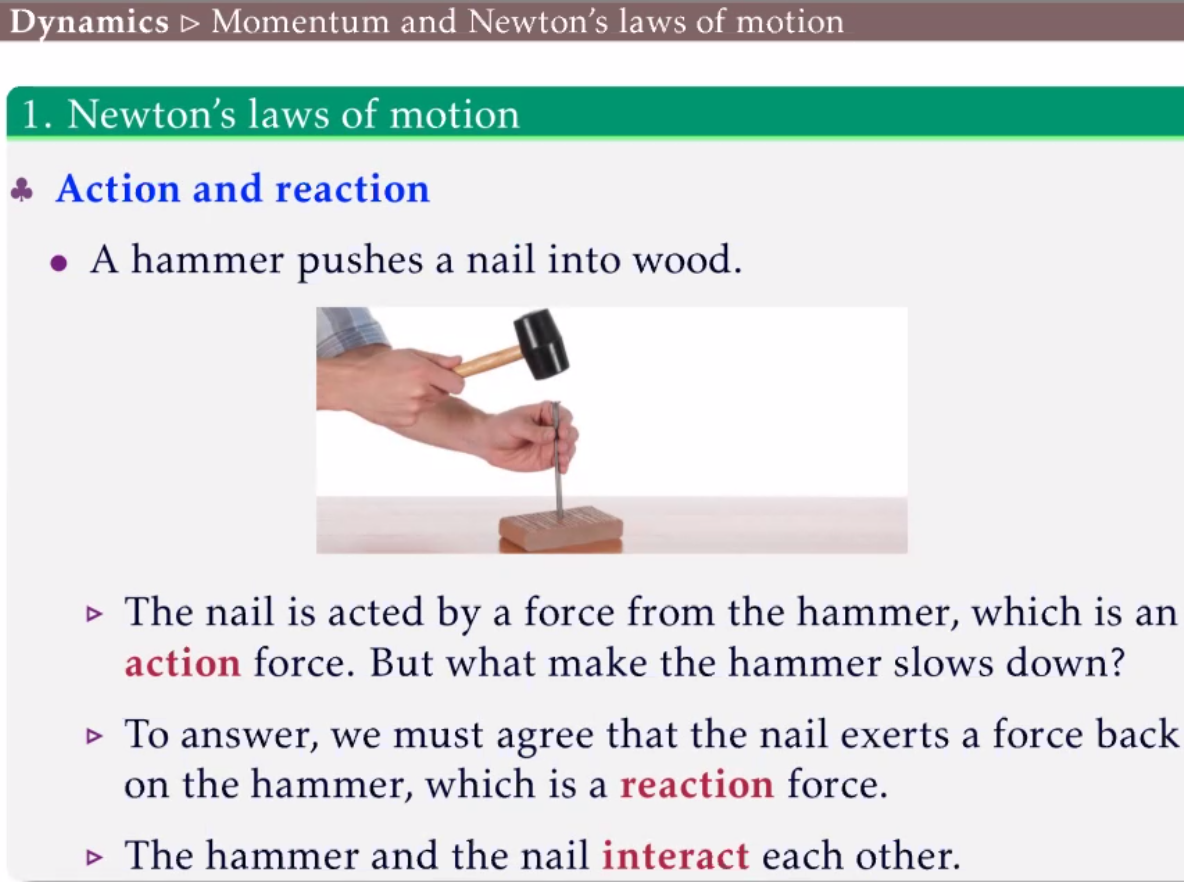 Dynamics ▷ Momentum and Newton's laws of motion
1. Newton's laws of motion
♣ Action and reaction
• A hammer pushes a nail into wood.
▷ The nail is acted by a force from the hammer, which is an
action force. But what make the hammer slows down?
▷ To answer, we must agree that the nail exerts a force back
on the hammer, which is a reaction force.
▷ The hammer and the nail interact each other.